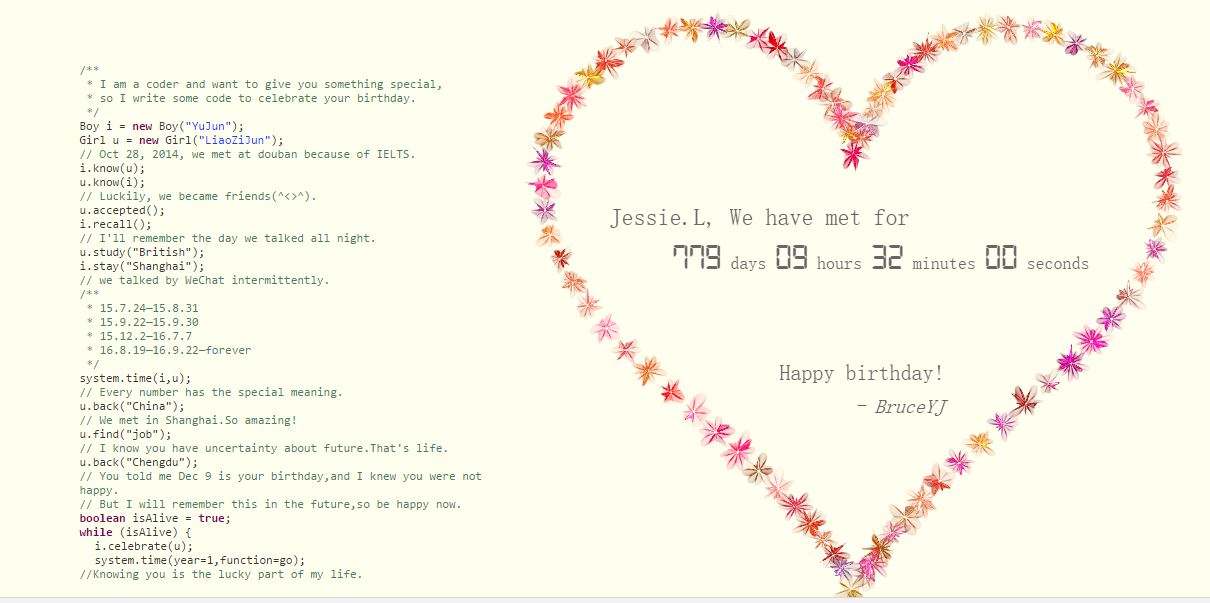 /**
 * I am a coder and want to give you something special,
 * so I write some code to celebrate your birthday.
 */
Boy i = new Boy("YuJun");
Girl u = new Girl("LiaoZiJun");
// Oct 28, 2014, we met at douban because of IELTS.
i.know(u);
u.know(i);
// Luckily, we became friends(^<>^).
u.accepted();
i.recall();
// I'll remember the day we talked all night.
u.study("British");
i.stay("Shanghai");
// we talked by WeChat intermittently.
/**
 * 15.7.24—15.8.31
 * 15.9.22—15.9.30
 * 15.12.2—16.7.7
 * 16.8.19—16.9.22—forever
 */
system.time(i,u);
// Every number has the special meaning.
u.back("China");
// We met in Shanghai.So amazing!
u.find("job");
// I know you have uncertainty about future.That's life.
u.back("Chengdu");
// You told me Dec 9 is your birthday,and I knew you were not
happy.
// But I will remember this in the future,so be happy now.
boolean isAlive = true;
while (isAlive) {
  i.celebrate(u);
  system.time(year=1,function=go);
//Knowing you is the lucky part of my life.
Jessie.L, We have met for
779 days 09 hours 32 minutes 00 seconds
Happy birthday!
- BruceYJ